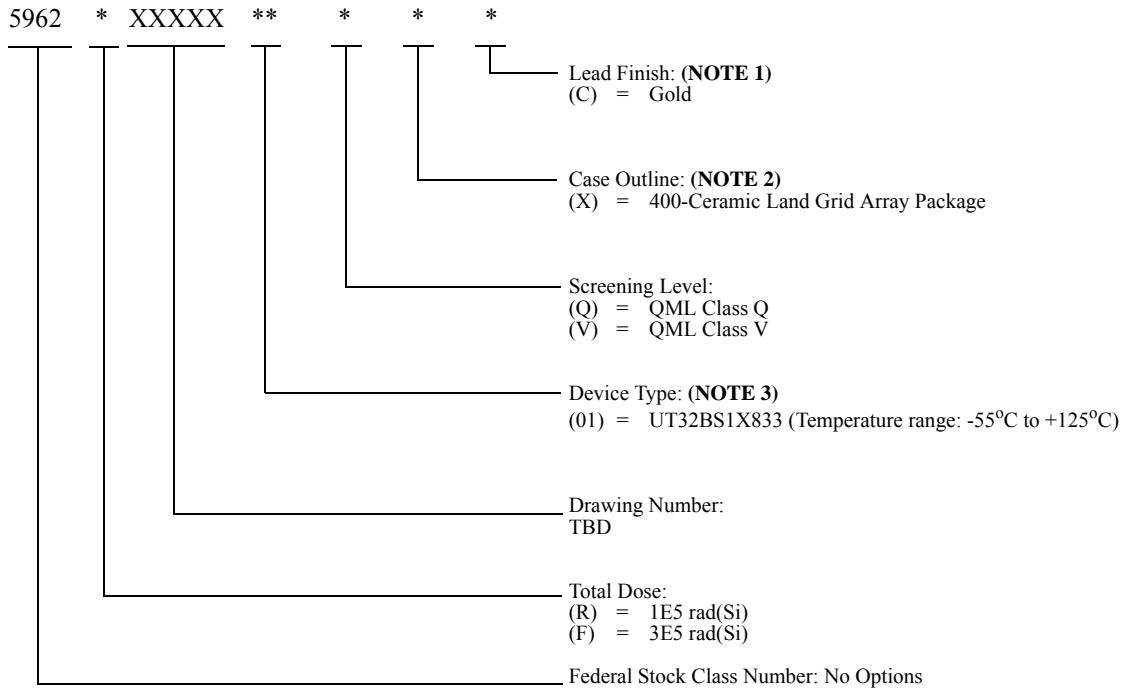 5962 * XXXXX ** * * *
Lead Finish: (NOTE 1)
(C) = Gold
Case Outline: (NOTE 2)
(X) = 400-Ceramic Land Grid Array Package
Screening Level:
(Q) = QML Class Q
(V) = QML Class V
Device Type: (NOTE 3)
(01) = UT32BS1X833 (Temperature range: -55°C to +125°C)
Drawing Number:
TBD
Total Dose:
(R) = 1E5 rad(Si)
(F) = 3E5 rad(Si)
Federal Stock Class Number: No Options